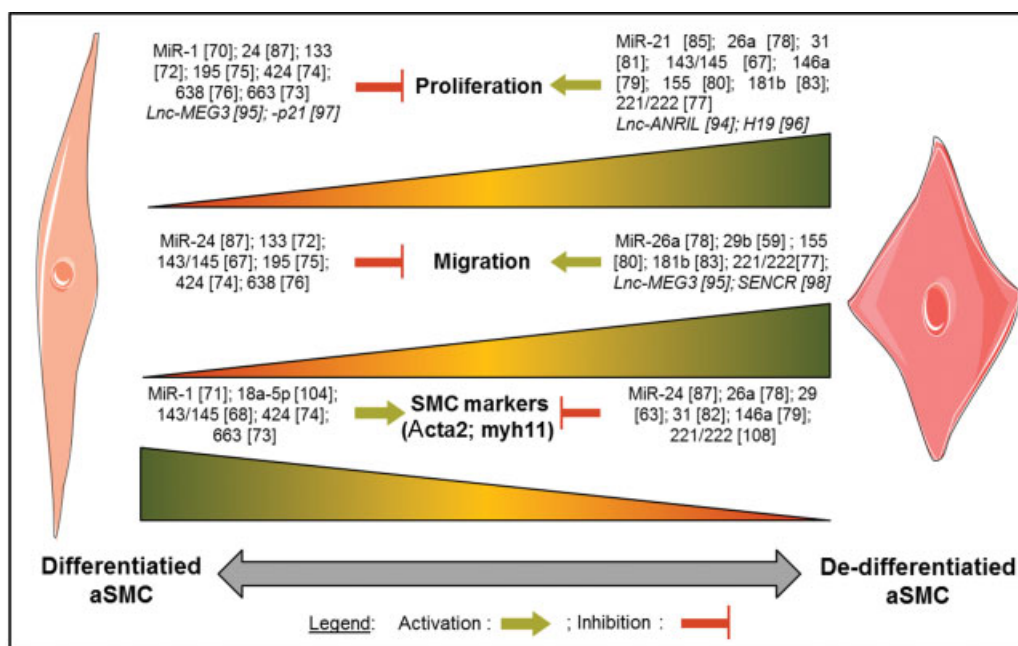 MiR-1 [70]; 24 [87]; 133
[72]; 195 [75]; 424 [74];
638 [76]; 663 [73]
Lnc-MEG3 [95]; -p21 [97]
Proliferation
MiR-21 [85]; 26a [78]; 31
[81]; 143/145 [67]; 146a
[79]; 155 [80]; 181b [83];
221/222 [77]
Lnc-ANRIL [94]; H19 [96]
MiR-24 [87]; 133 [72];
143/145 [67]; 195 [75];
424 [74]; 638 [76]
Migration
MiR-26a [78]; 29b [59] ; 155
[80]; 181b [83]; 221/222[77];
Lnc-MEG3 [95]; SENCR [98]
MiR-1 [71]; 18a-5p [104];
143/145 [68]; 424 [74];
663 [73]
SMC markers
(Acta2; myh11)
MiR-24 [87]; 26a [78]; 29
[63]; 31 [82]; 146a [79];
221/222 [108]
Differentiatied
aSMC
De-differentiatied
aSMC
Legend: Activation : ; Inhibition :